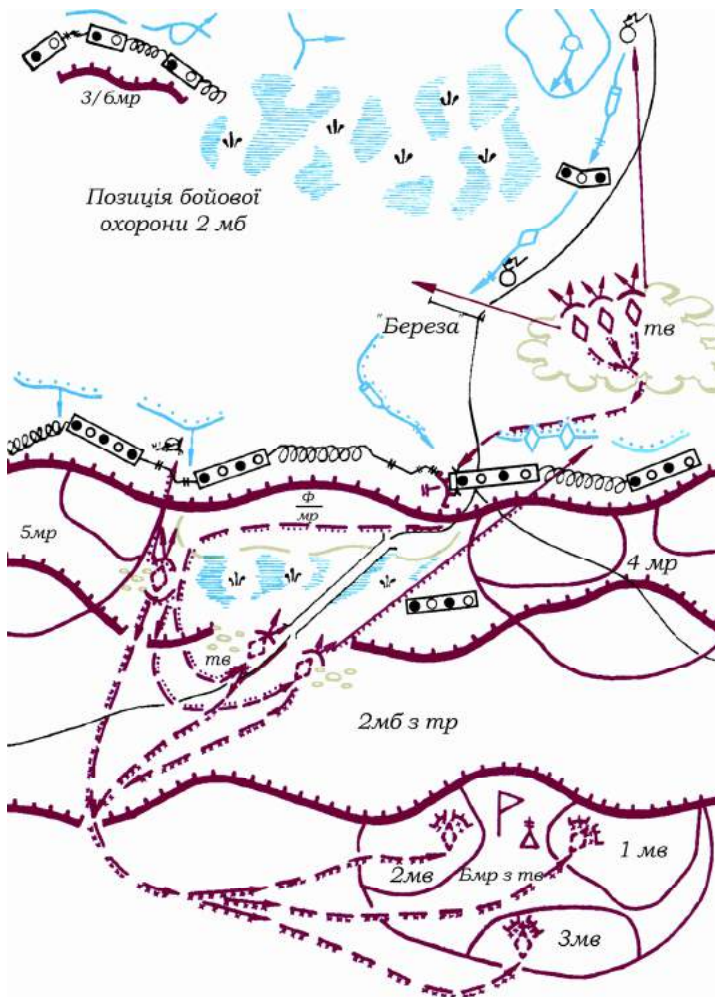 3/6мр
Позиція бойової
охорони 2 мб
"Береза"
тв
ф
мр
5мр
4 мр
тв
2мб з тр
1 мв
2мв
6мр з тв
3мв